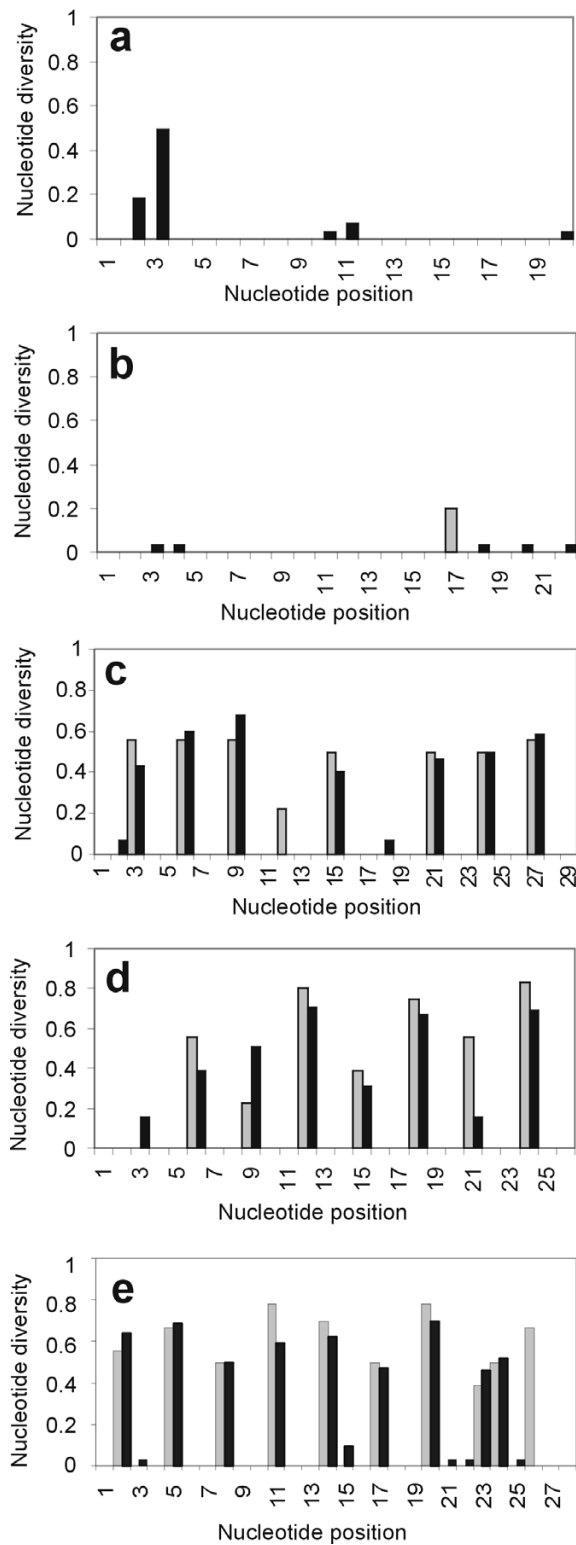 a
Nucleotide diversity
1
0.8
0.6
0.4
0.2
0
1 3 5 7 9 11 13 15 17 19
Nucleotide position
b
Nucleotide diversity
1
0.8
0.6
0.4
0.2
0
1 3 5 7 9 11 13 15 17 19 21
Nucleotide position
c
Nucleotide diversity
1
0.8
0.6
0.4
0.2
0
1 3 5 7 9 11 13 15 17 19 21 23 25 27 29
Nucleotide position
d
Nucleotide diversity
1
0.8
0.6
0.4
0.2
0
1 3 5 7 9 11 13 15 17 19 21 23 25
Nucleotide position
e
Nucleotide diversity
1
0.8
0.6
0.4
0.2
0
1 3 5 7 9 11 13 15 17 19 21 23 25 27
Nucleotide position